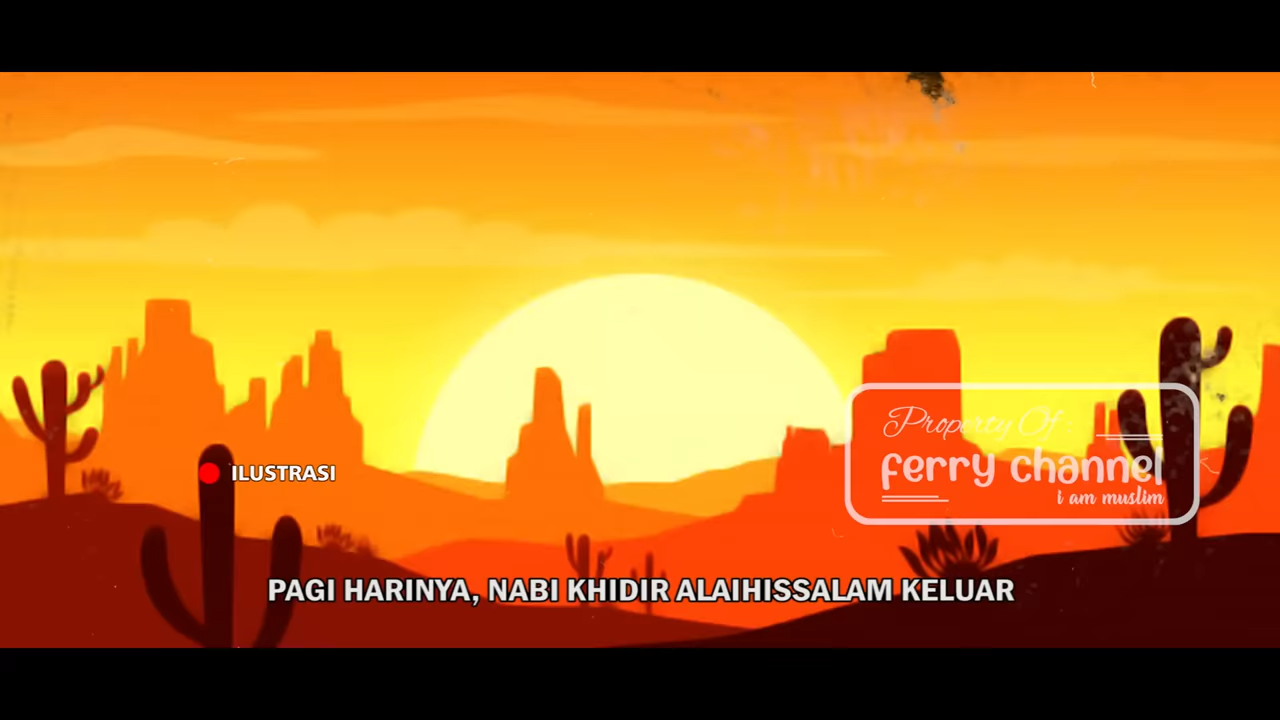 Property Of :
ferry channel
i am muslim
ILUSTRASI
PAGI HARINYA, NABI KHIDIR ALAIHISSALAM KELUAR